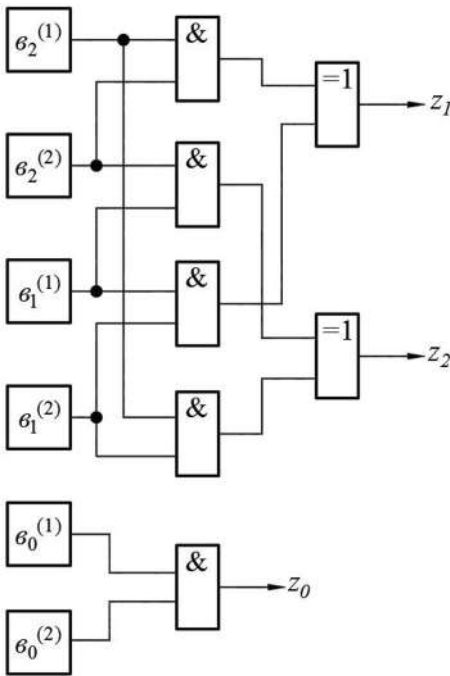 в₂⁽¹⁾
&
=1
z₁
в₂⁽²⁾
&
в₁⁽¹⁾
&
=1
z₂
в₁⁽²⁾
&
в₀⁽¹⁾
&
z₀
в₀⁽²⁾